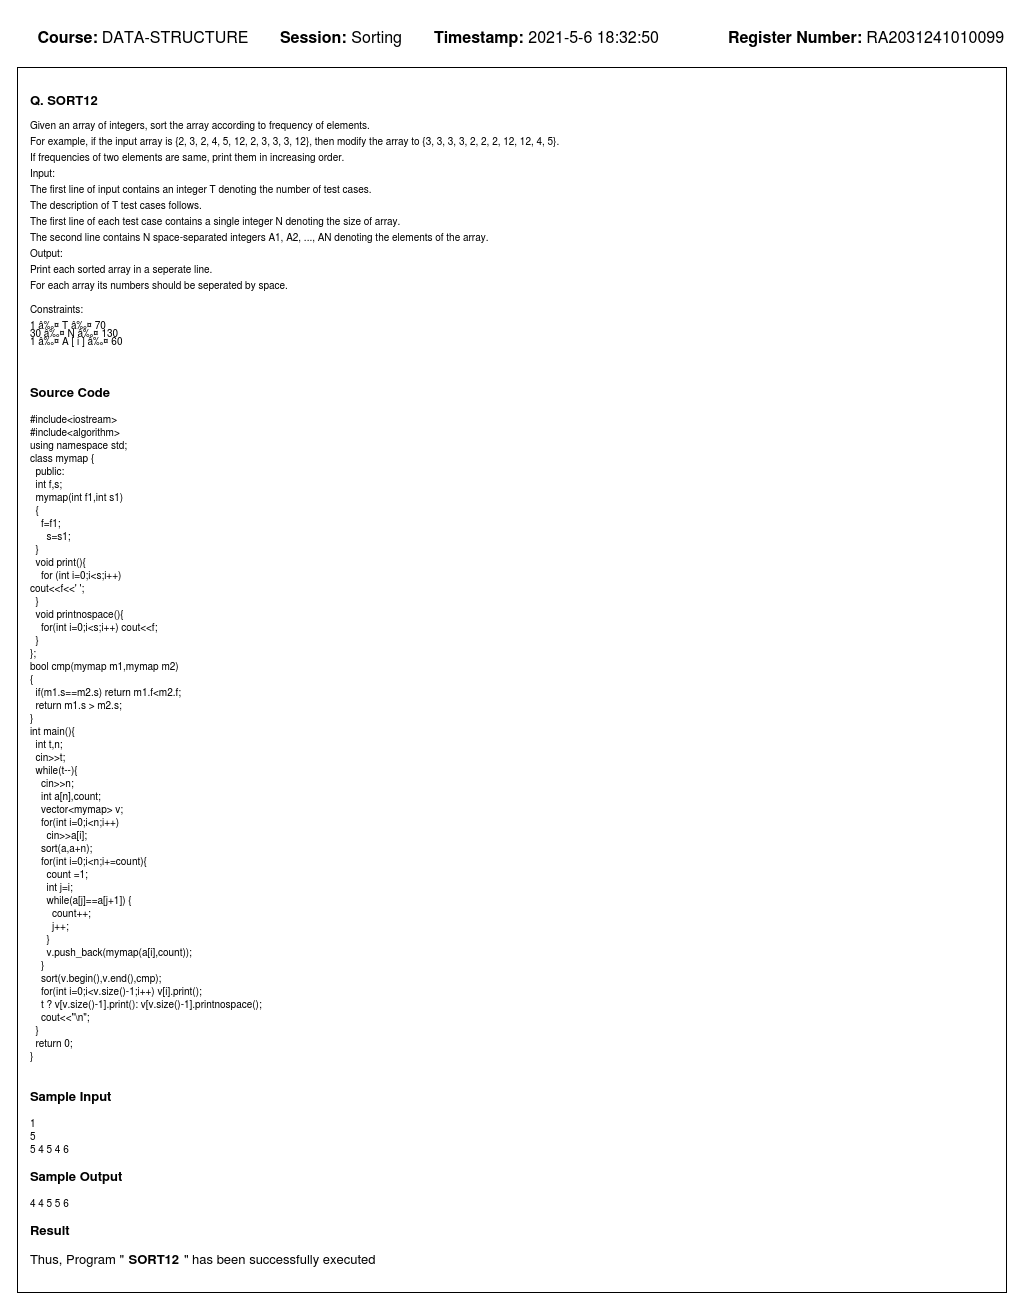 Course: DATA-STRUCTURE Session: Sorting Timestamp: 2021-5-6 18:32:50 Register Number: RA2031241010099
Q. SORT12
Given an array of integers, sort the array according to frequency of elements.
For example, if the input array is {2, 3, 2, 4, 5, 12, 2, 3, 3, 3, 12}, then modify the array to {3, 3, 3, 3, 2, 2, 2, 12, 12, 4, 5}.
If frequencies of two elements are same, print them in increasing order.
Input:
The first line of input contains an integer T denoting the number of test cases.
The description of T test cases follows.
The first line of each test case contains a single integer N denoting the size of array.
The second line contains N space-separated integers A1, A2, ..., AN denoting the elements of the array.
Output:
Print each sorted array in a seperate line.
For each array its numbers should be seperated by space.
Constraints:
1 â‰¤ T â‰¤ 70
30 â‰¤ N â‰¤ 130
1 â‰¤ A [ i ] â‰¤ 60
Source Code
#include<iostream>
#include<algorithm>
using namespace std;
class mymap {
  public:
  int f,s;
  mymap(int f1,int s1)
  {
    f=f1;
      s=s1;
  }
  void print(){
    for (int i=0;i<s;i++)
cout<<f<<' ';
  }
  void printnospace(){
    for(int i=0;i<s;i++) cout<<f;
  }
};
bool cmp(mymap m1,mymap m2)
{
  if(m1.s==m2.s) return m1.f<m2.f;
  return m1.s > m2.s;
}
int main(){
  int t,n;
  cin>>t;
  while(t--){
    cin>>n;
    int a[n],count;
    vector<mymap> v;
    for(int i=0;i<n;i++)
      cin>>a[i];
    sort(a,a+n);
    for(int i=0;i<n;i+=count){
      count =1;
      int j=i;
      while(a[j]==a[j+1]) {
        count++;
        j++;
      }
      v.push_back(mymap(a[i],count));
    }
    sort(v.begin(),v.end(),cmp);
    for(int i=0;i<v.size()-1;i++) v[i].print();
    t ? v[v.size()-1].print(): v[v.size()-1].printnospace();
    cout<<"\n";
  }
  return 0;
}
Sample Input
1
5
5 4 5 4 6
Sample Output
4 4 5 5 6
Result
Thus, Program " SORT12 " has been successfully executed